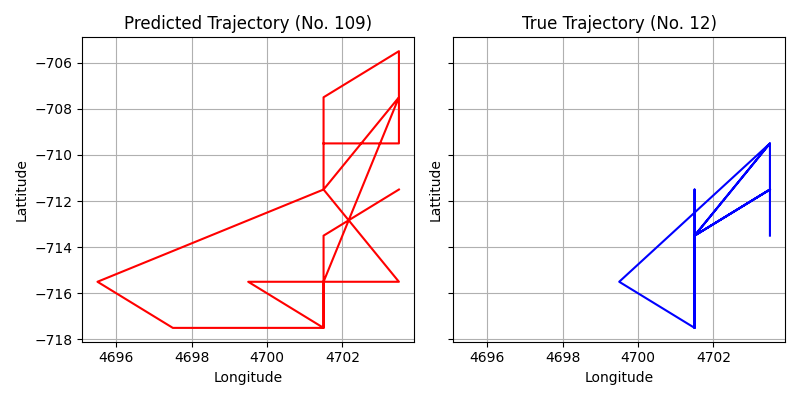 Predicted Trajectory (No. 109)
True Trajectory (No. 12)
−706
−708
−710
−712
−714
−716
−718
Lattitude
Lattitude
4696 4698 4700 4702
4696 4698 4700 4702
Longitude
Longitude